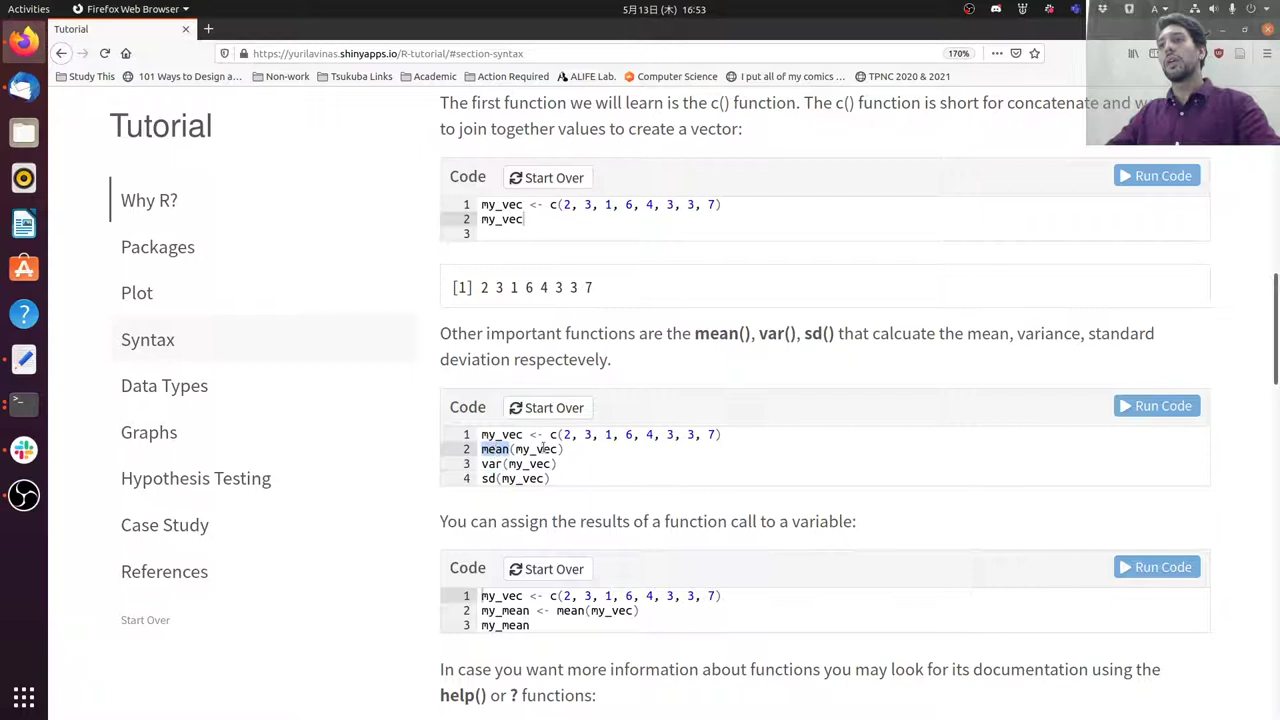 Activities
Firefox Web Browser
5月13日 (木) 16:53
A
Tutorial
https://yurilavinas.shinyapps.io/R-tutorial/#section-syntax
170%
Study This
101 Ways to Design a...
Non-work
Tsukuba Links
Academic
Action Required
ALIFE Lab.
Computer Science
I put all of my comics ...
TPNC 2020 & 2021
Tutorial
Why R?
Packages
Plot
Syntax
Data Types
Graphs
Hypothesis Testing
Case Study
References
Start Over
The first function we will learn is the c() function. The c() function is short for concatenate and
to join together values to create a vector:
Code
Start Over
Run Code
1 my_vec <- c(2, 3, 1, 6, 4, 3, 3, 7)
2 my_vec
3
[1] 2 3 1 6 4 3 3 7
Other important functions are the mean(), var(), sd() that calcuate the mean, variance, standard
deviation respectevely.
Code
Start Over
Run Code
1 my_vec <- c(2, 3, 1, 6, 4, 3, 3, 7)
2 mean(my_vec)
3 var(my_vec)
4 sd(my_vec)
You can assign the results of a function call to a variable:
Code
Start Over
Run Code
1 my_vec <- c(2, 3, 1, 6, 4, 3, 3, 7)
2 my_mean <- mean(my_vec)
3 my_mean
In case you want more information about functions you may look for its documentation using the
help() or ? functions: